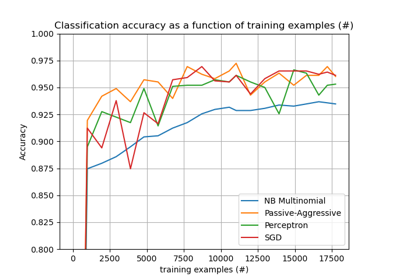 Classification accuracy as a function of training examples (#)
1.000
0.975
0.950
0.925
0.900
0.875
0.850
0.825
0.800
Accuracy
NB Multinomial
Passive-Aggressive
Perceptron
SGD
0 2500 5000 7500 10000 12500 15000 17500
training examples (#)